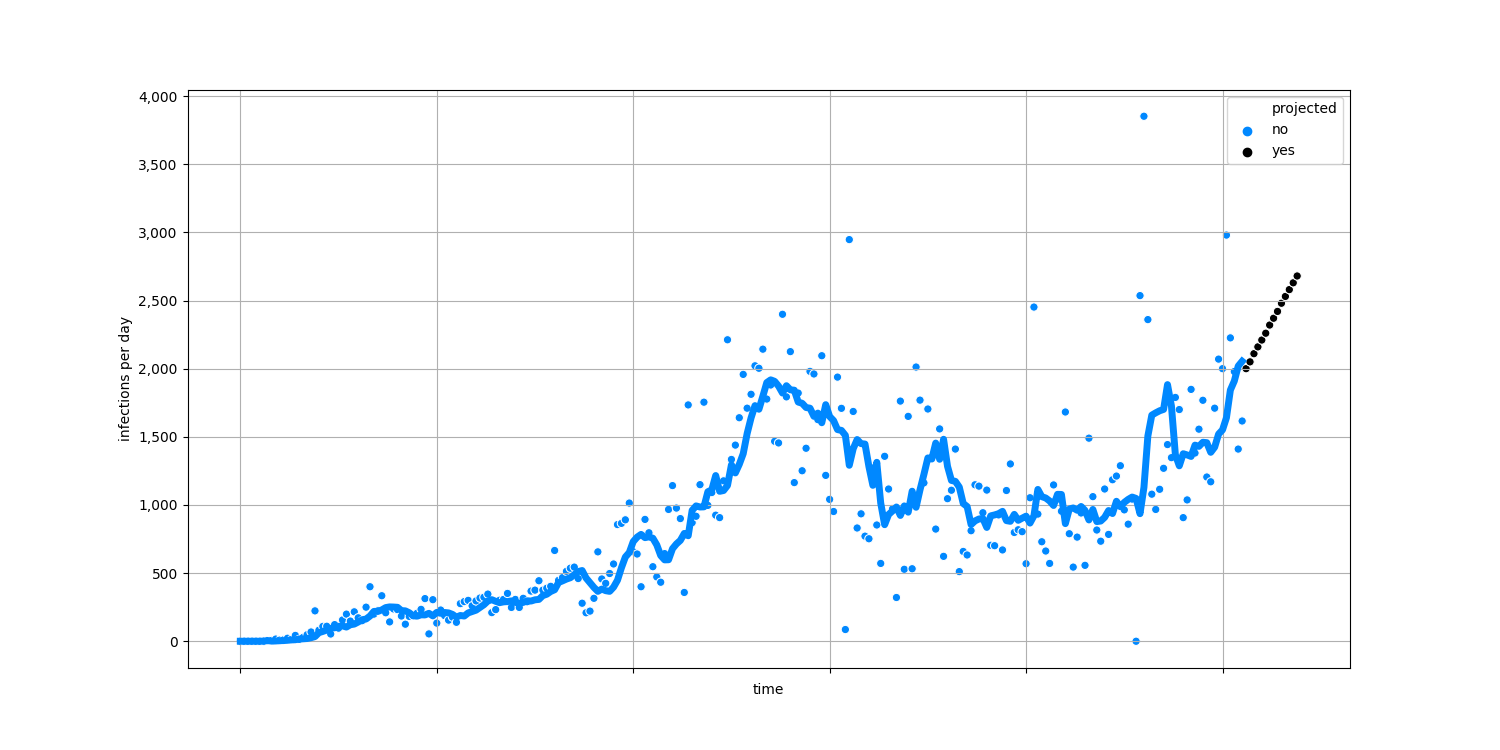 4,000
3,500
3,000
2,500
2,000
1,500
1,000
500
0
infections per day
time
projected
no
yes